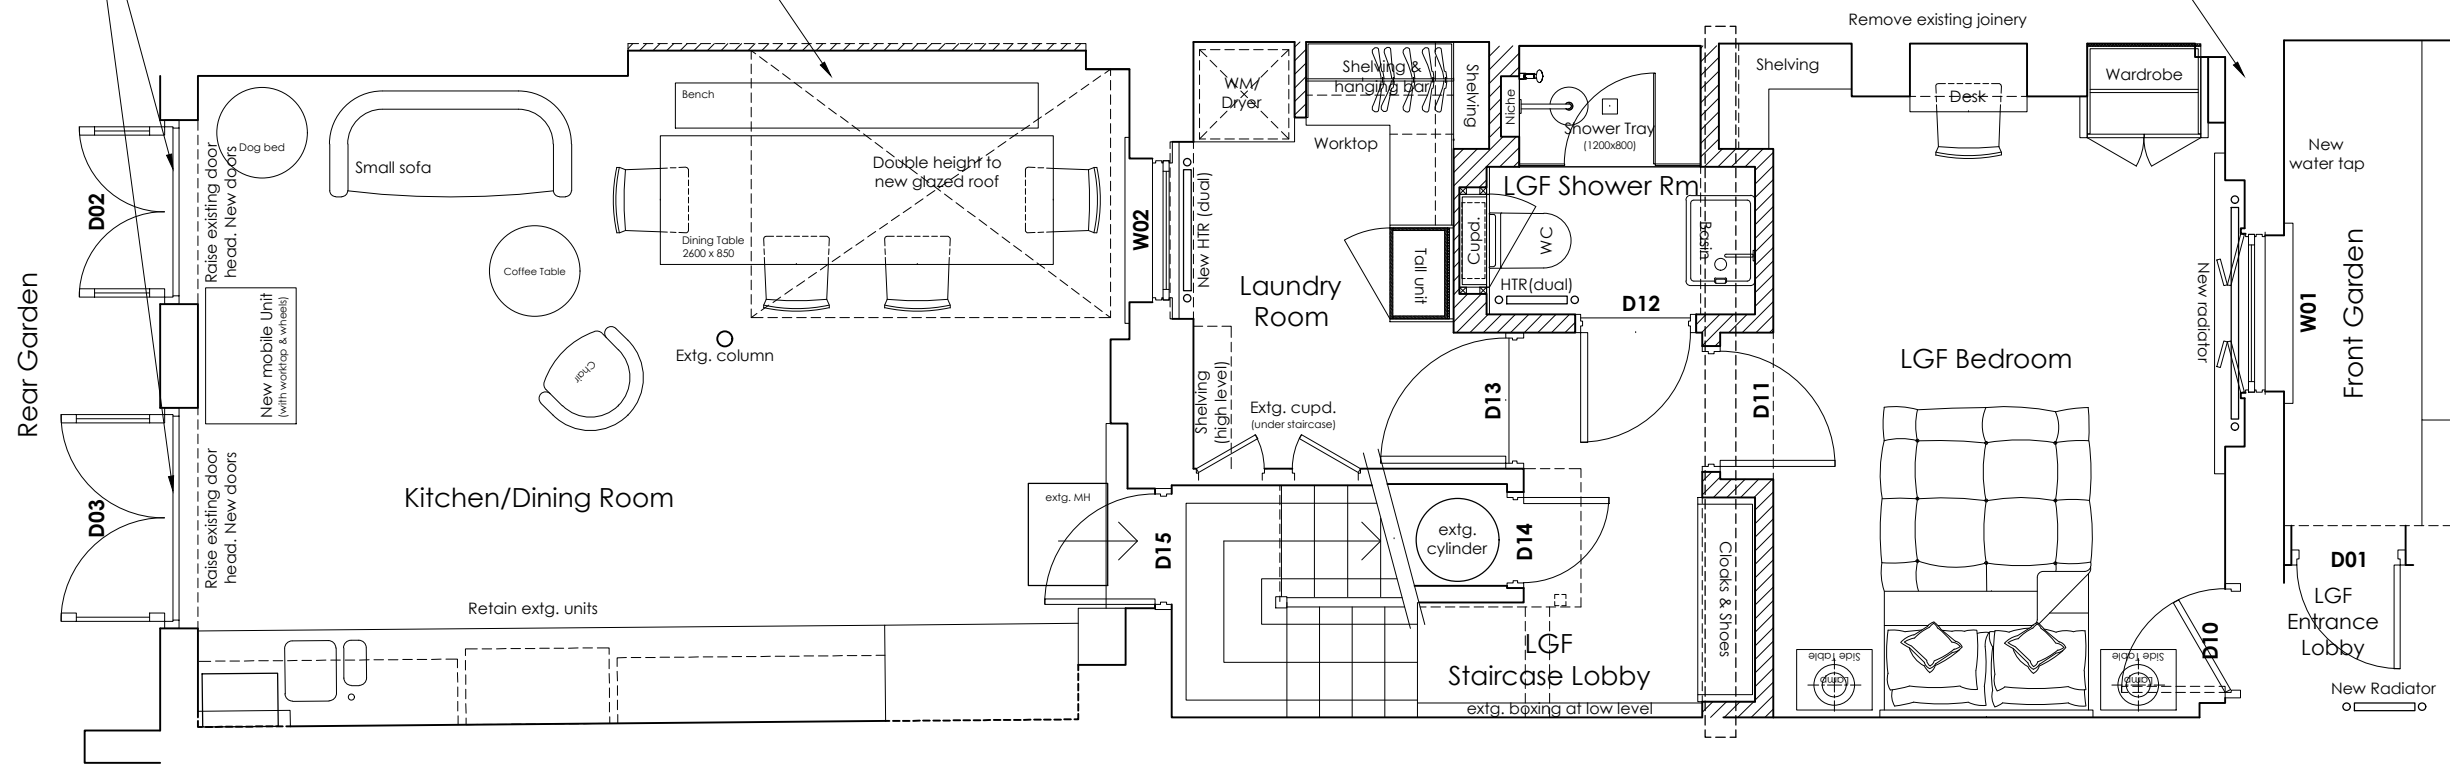 Rear Garden
D02
D03
Raise existing door
head. New doors
Dog bed
Small sofa
Bench
Double height to
new glazed roof
Dining Table
2600 x 850
Coffee Table
New mobile Unit
(with worktop & wheels)
Chair
Extg. column
Kitchen/Dining Room
Raise existing door
head. New doors
Retain extg. units
extg. MH
D15
W02
New HTR (dual)
WM/
Dryer
Shelving &
hanging bar
Shelving
Worktop
Laundry
Room
Tall unit
Shelving
(high level)
Extg. cupd.
(under staircase)
D13
Niche
Shower Tray
(1200x800)
LGF Shower Rm
Cupd.
WC
Basin
HTR(dual)
D12
D11
extg.
cylinder
D14
Cloaks & Shoes
LGF
Staircase Lobby
extg. boxing at low level
Remove existing joinery
Shelving
Desk
Wardrobe
LGF Bedroom
New radiator
W01
Side Table
Lamp
Side Table
Lamp
D10
New
water tap
Front Garden
D01
LGF
Entrance
Lobby
New Radiator